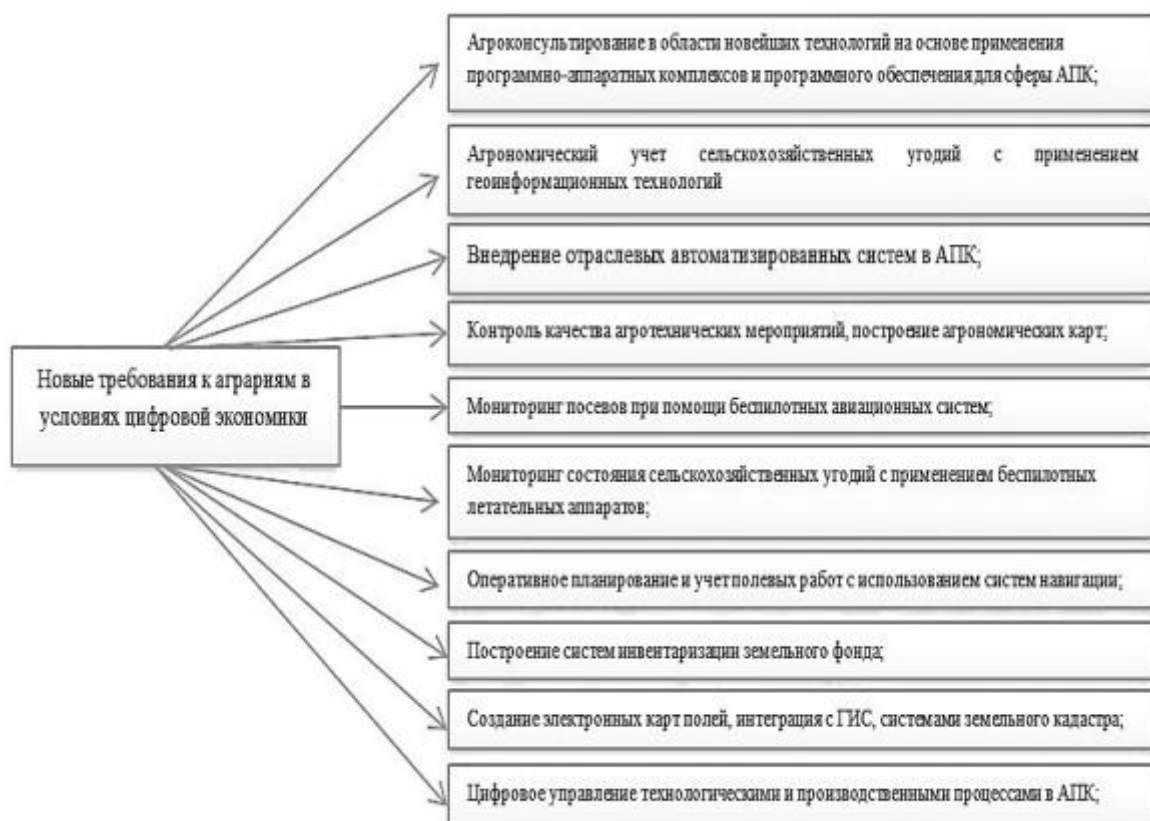 Агроконсультирование в области новейших технологий на основе применения
программно-аппаратных комплексов и программного обеспечения для сферы АПК;
Агрономический учет сельскохозяйственных угодий с применением
геоинформационных технологий
Внедрение отраслевых автоматизированных систем в АПК;
Контроль качества агротехнических мероприятий, построение агрономических карт;
Новые требования к аграриям в
условиях цифровой экономики
Мониторинг посевов при помощи беспилотных авиационных систем;
Мониторинг состояния сельскохозяйственных угодий с применением беспилотных
летательных аппаратов;
Оперативное планирование и учет полевых работ с использованием систем навигации;
Построение систем инвентаризации земельного фонда;
Создание электронных карт полей, интеграция с ГИС, системами земельного кадастра;
Цифровое управление технологическими и производственными процессами в АПК;